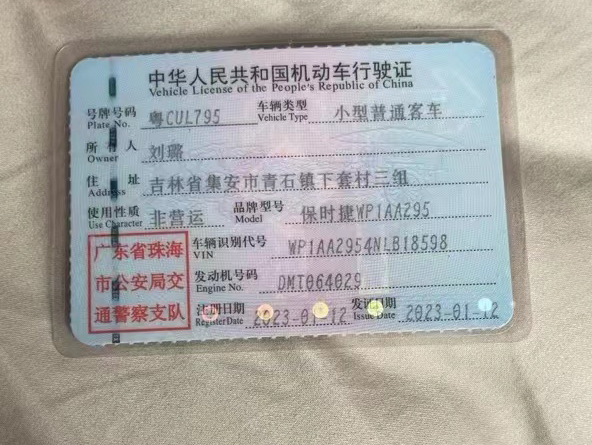 中华人民共和国机动车行驶证
Vehicle License of the People's Republic of China
号牌号码 粤CUL795 车辆类型 小型普通客车
Plate No. Vehicle Type
所有人 刘璐
Owner
住址 吉林省集安市青石镇下套村三组
Address
使用性质 非营运 品牌型号 保时捷WP1AA295
Use Character Model
广东省珠海
市公安局交
通警察支队
车辆识别代号 WP1AA2954NLB18598
VIN
发动机号码 DMT064029
Engine No.
注册日期 2023-01-12 发证日期 2023-01-12
Register Date Issue Date